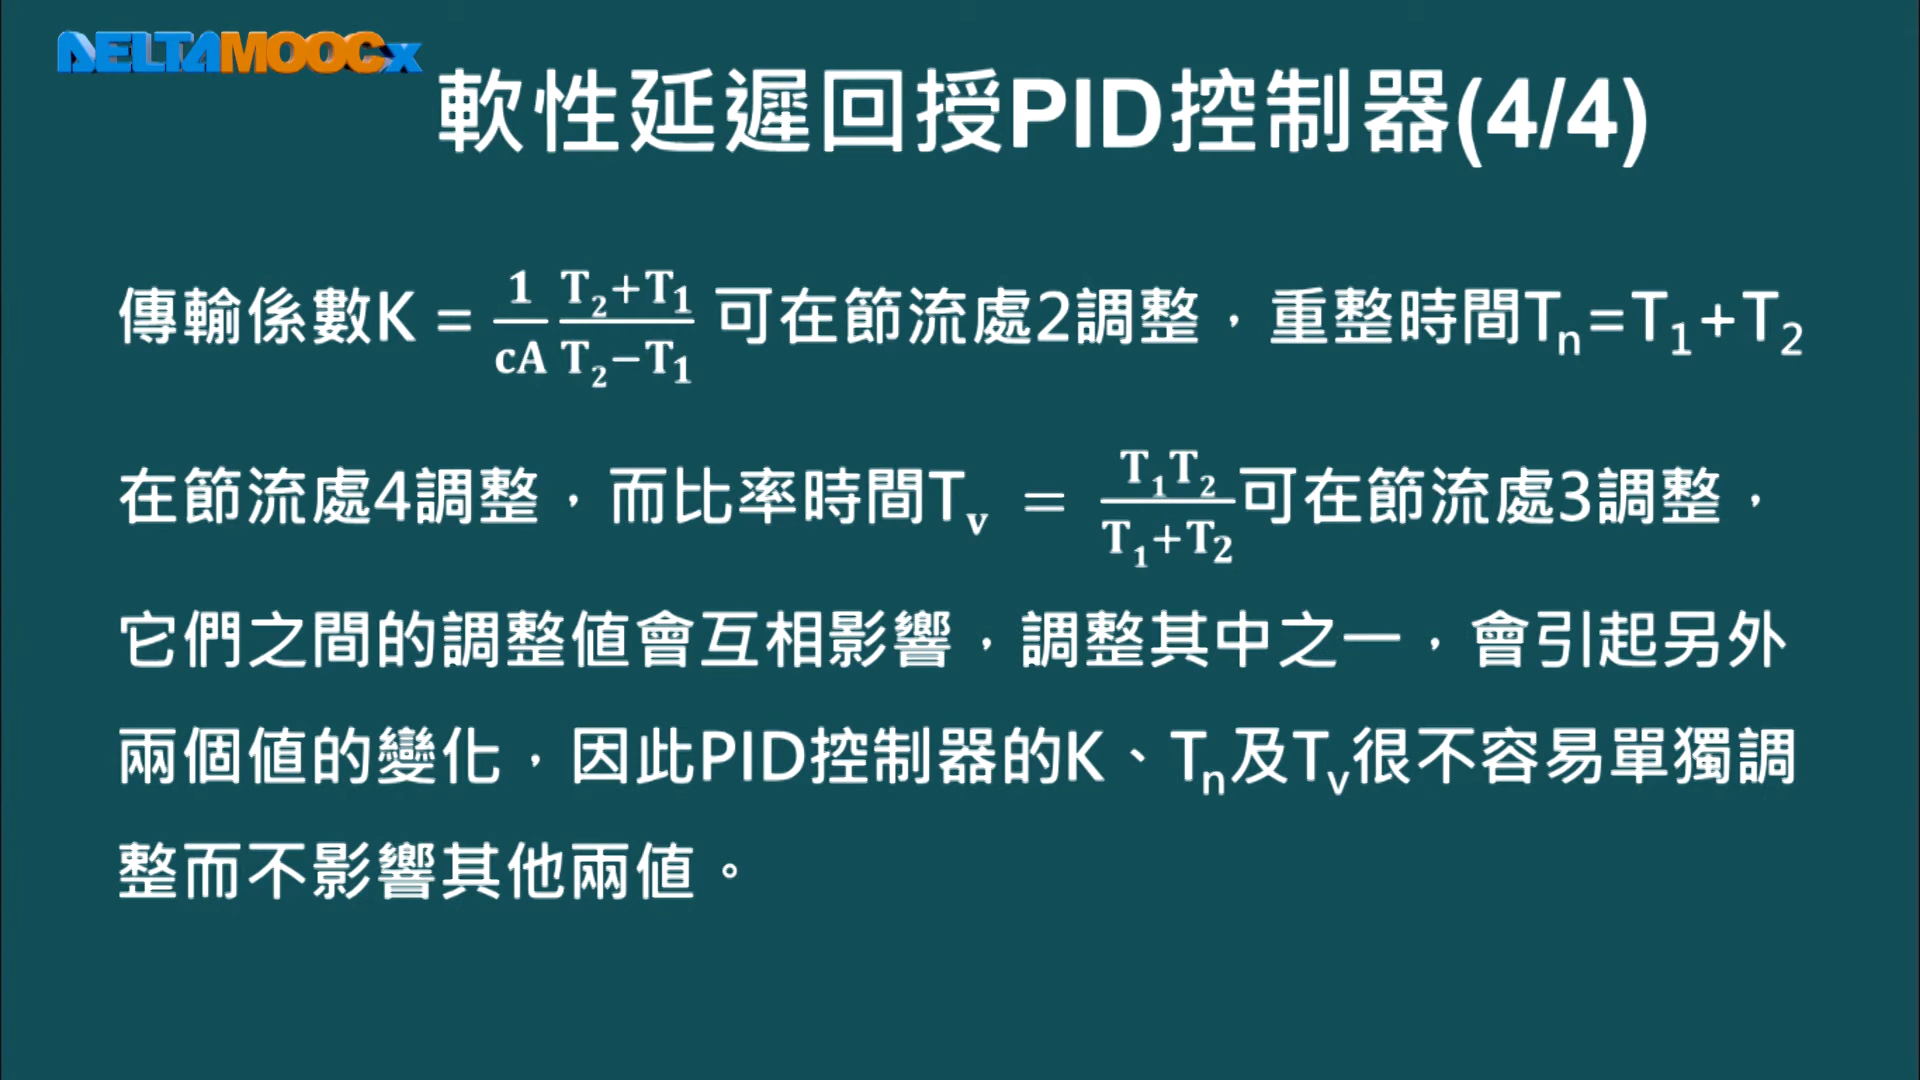 DELTAMOOCx
軟性延遲回授PID控制器(4/4)
傳輸係數K = 1/cA T₂+T₁/T₂−T₁ 可在節流處2調整，重整時間Tₙ=T₁+T₂
在節流處4調整，而比率時間Tᵥ = T₁T₂/T₁+T₂可在節流處3調整，
它們之間的調整值會互相影響，調整其中之一，會引起另外
兩個值的變化，因此PID控制器的K、Tₙ及Tᵥ很不容易單獨調
整而不影響其他兩值。